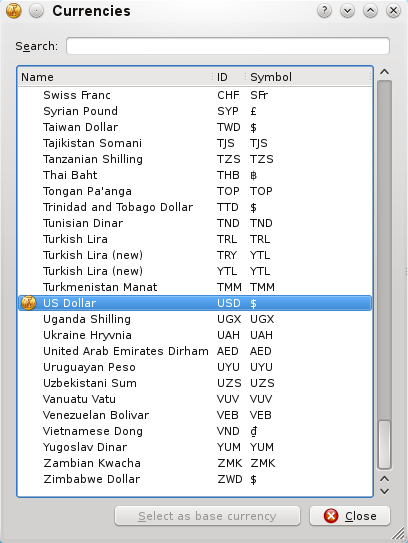 Currencies
Search:
Name ID Symbol
Swiss Franc CHF SFr
Syrian Pound SYP £
Taiwan Dollar TWD $
Tajikistan Somani TJS TJS
Tanzanian Shilling TZS TZS
Thai Baht THB ฿
Tongan Pa'anga TOP TOP
Trinidad and Tobago Dollar TTD $
Tunisian Dinar TND TND
Turkish Lira TRL TRL
Turkish Lira (new) TRY YTL
Turkish Lira (new) YTL YTL
Turkmenistan Manat TMM TMM
US Dollar USD $
Uganda Shilling UGX UGX
Ukraine Hryvnia UAH UAH
United Arab Emirates Dirham AED AED
Uruguayan Peso UYU UYU
Uzbekistani Sum UZS UZS
Vanuatu Vatu VUV VUV
Venezuelan Bolivar VEB VEB
Vietnamese Dong VND ₫
Yugoslav Dinar YUM YUM
Zambian Kwacha ZMK ZMK
Zimbabwe Dollar ZWD $
Select as base currency Close